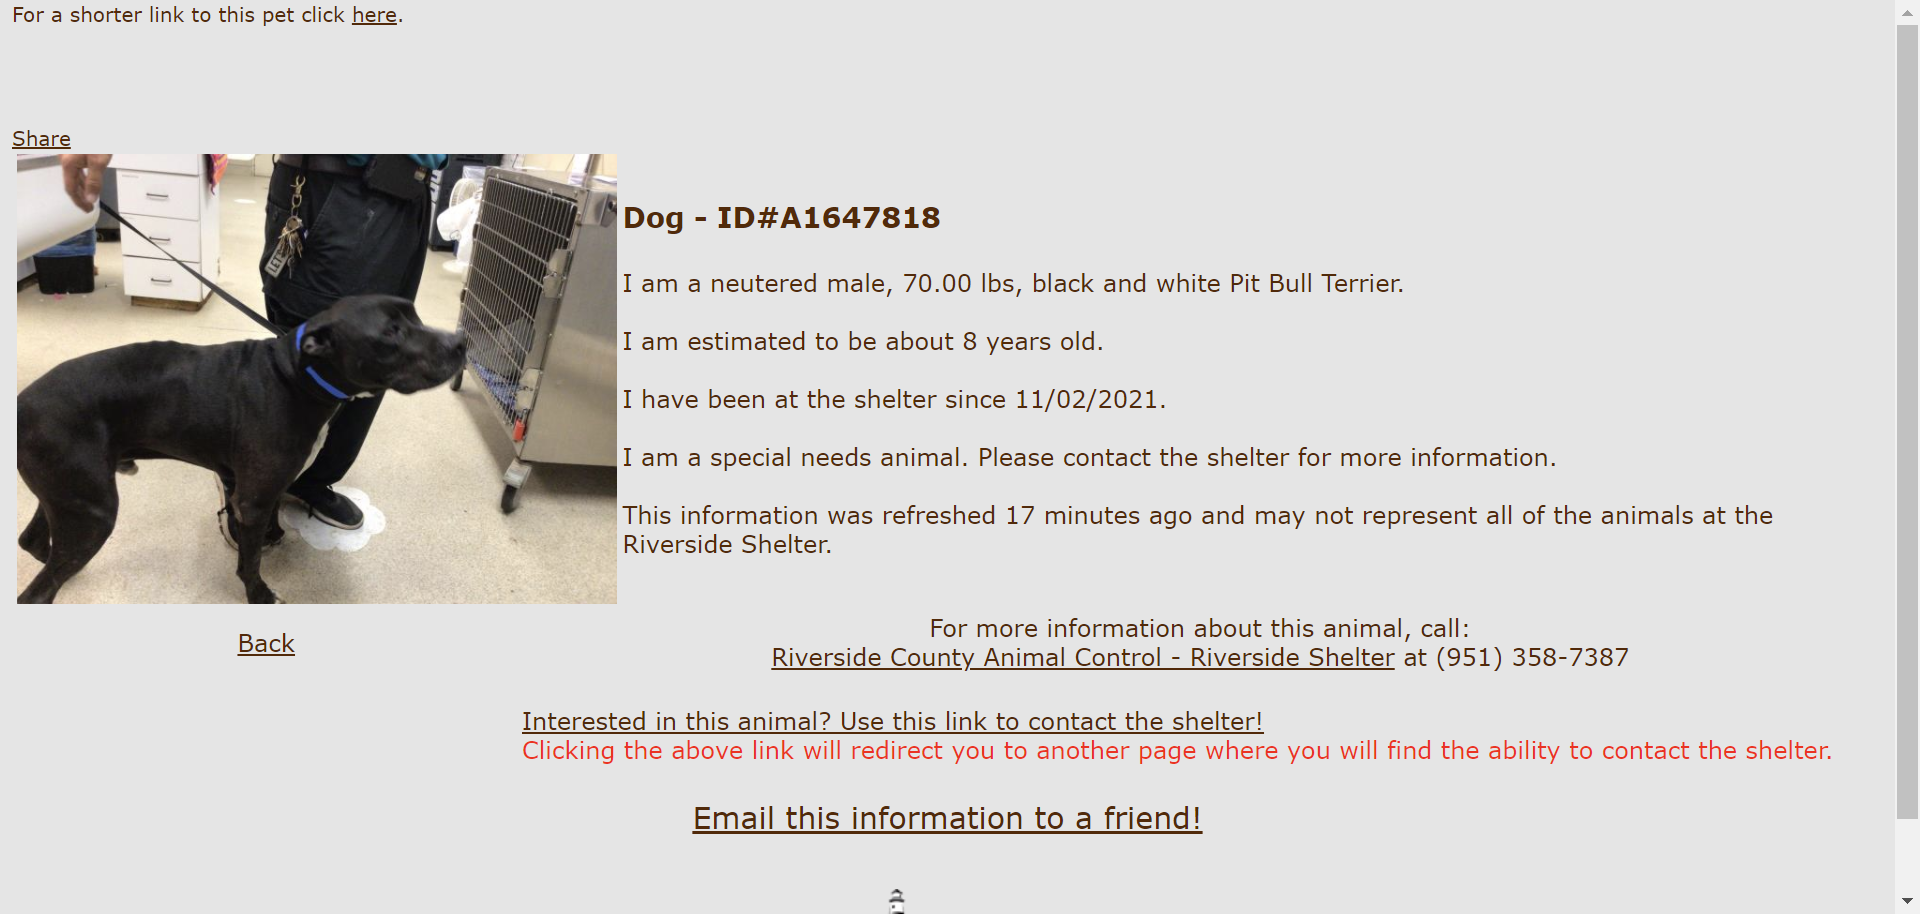 For a shorter link to this pet click here.
Share
Dog - ID#A1647818
I am a neutered male, 70.00 lbs, black and white Pit Bull Terrier.
I am estimated to be about 8 years old.
I have been at the shelter since 11/02/2021.
I am a special needs animal. Please contact the shelter for more information.
This information was refreshed 17 minutes ago and may not represent all of the animals at the
Riverside Shelter.
Back
For more information about this animal, call:
Riverside County Animal Control - Riverside Shelter at (951) 358-7387
Interested in this animal? Use this link to contact the shelter!
Clicking the above link will redirect you to another page where you will find the ability to contact the shelter.
Email this information to a friend!